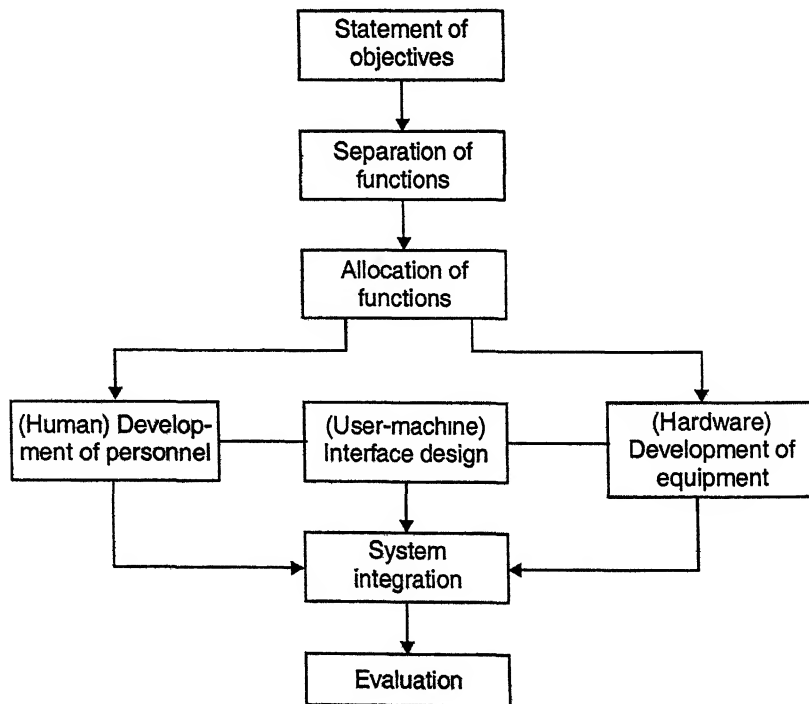 Statement of
objectives
Separation of
functions
Allocation of
functions
(Human) Develop-
ment of personnel
(User-machine)
Interface design
(Hardware)
Development of
equipment
System
integration
Evaluation